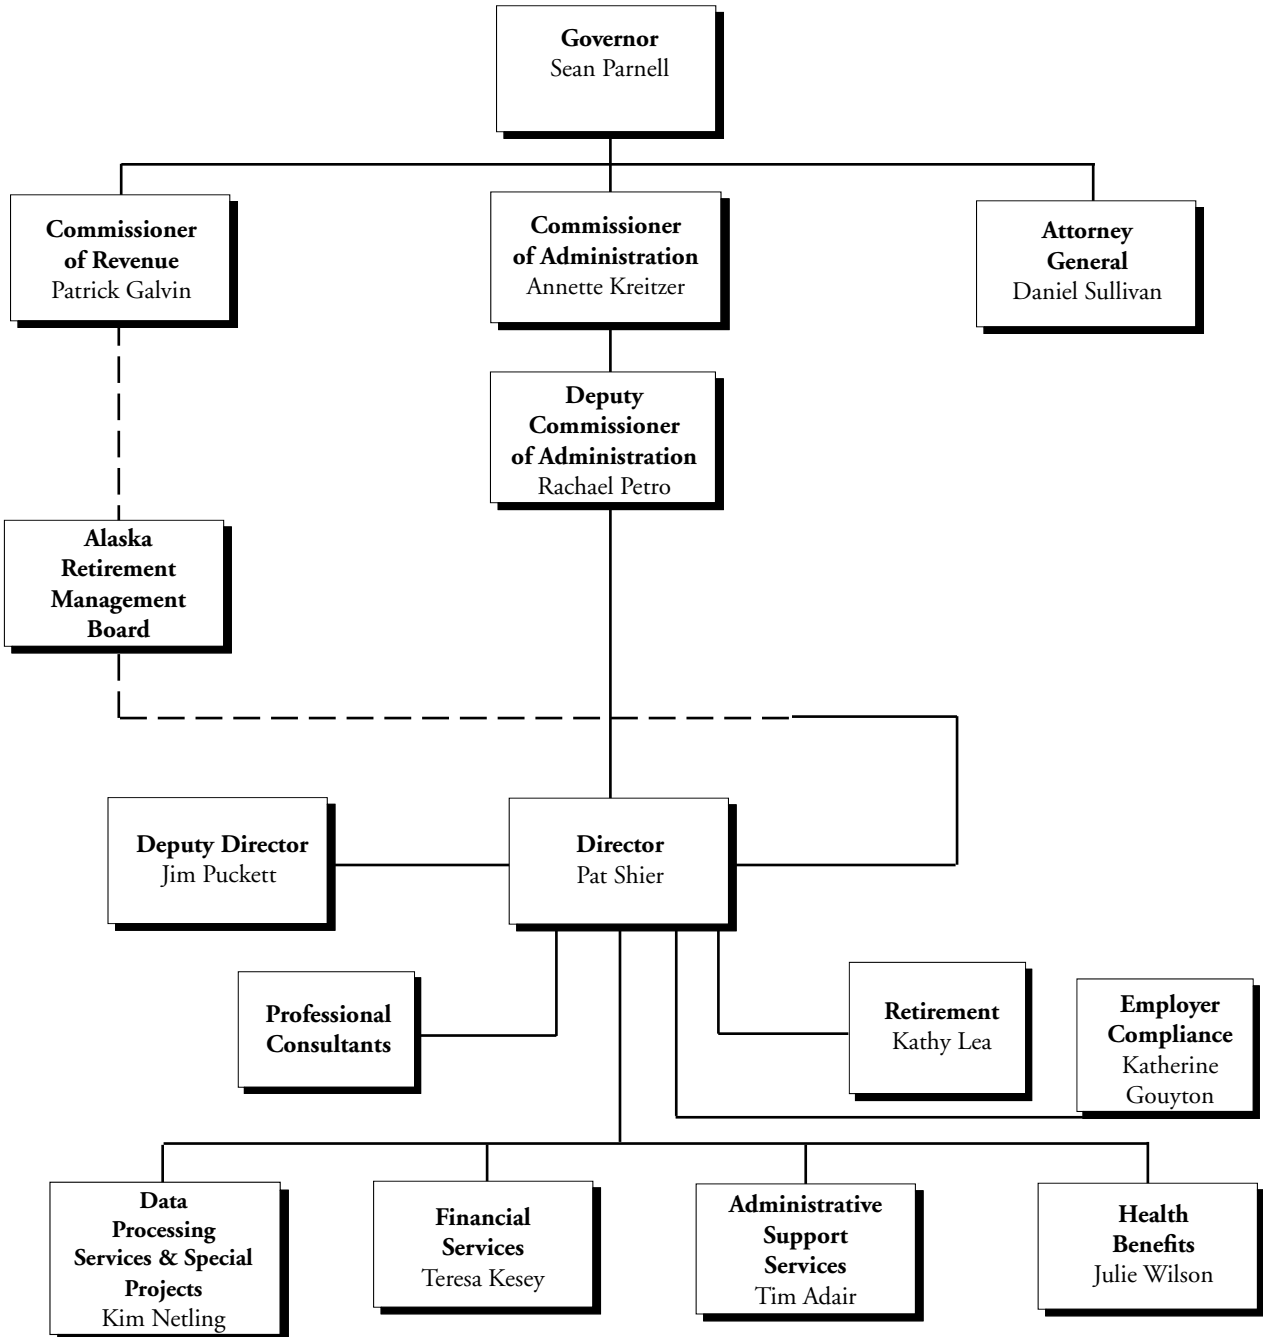 Governor
Sean Parnell
Commissioner
of Revenue
Patrick Galvin
Commissioner
of Administration
Annette Kreitzer
Attorney
General
Daniel Sullivan
Deputy
Commissioner
of Administration
Rachael Petro
Alaska
Retirement
Management
Board
Deputy Director
Jim Puckett
Director
Pat Shier
Professional
Consultants
Retirement
Kathy Lea
Employer
Compliance
Katherine
Gouyton
Data
Processing
Services & Special
Projects
Kim Netling
Financial
Services
Teresa Kesey
Administrative
Support
Services
Tim Adair
Health
Benefits
Julie Wilson